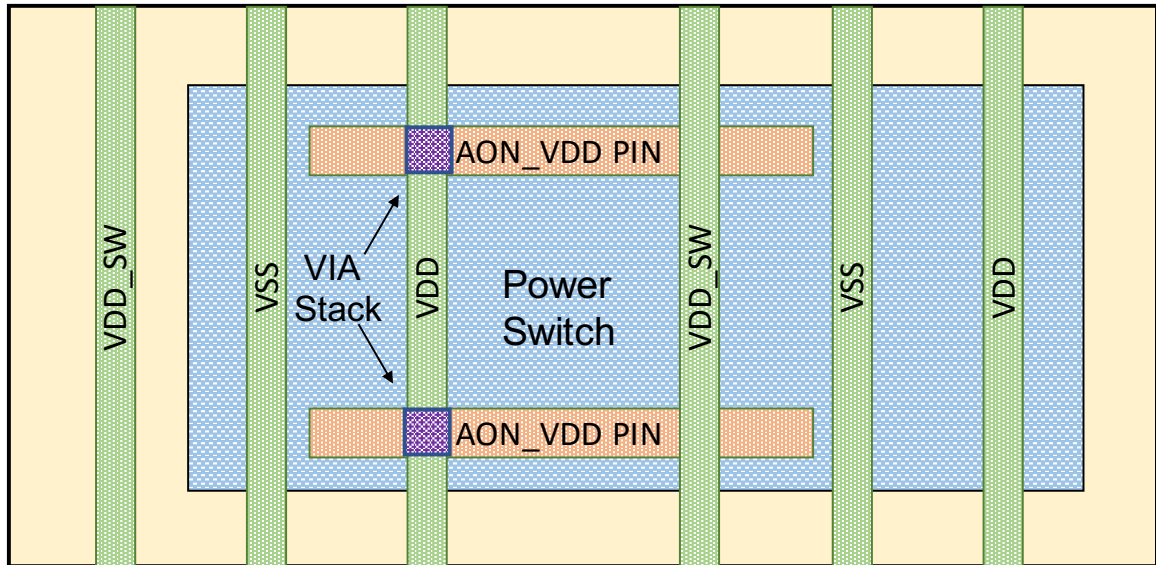 AON_VDD PIN
VDD_SW
VSS
VIA
Stack
VDD
Power
Switch
VDD_SW
VSS
VDD
AON_VDD PIN